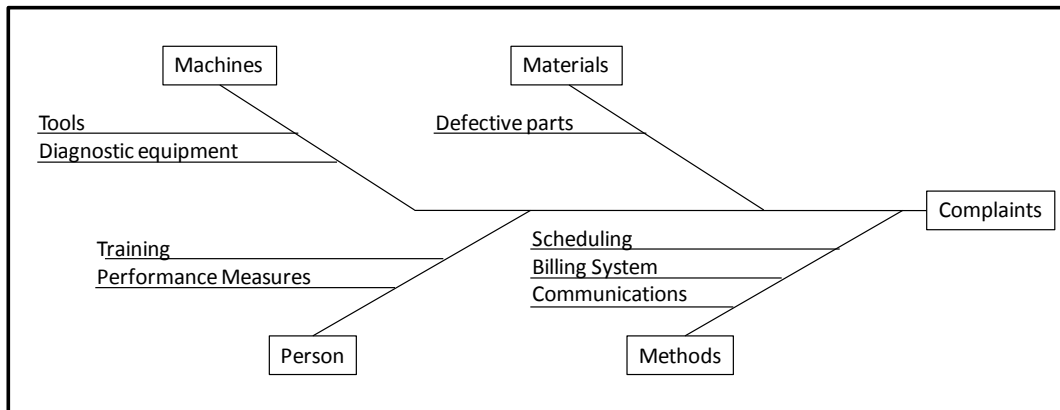 Machines
Materials
Tools
Defective parts
Diagnostic equipment
Complaints
Training
Scheduling
Performance Measures
Billing System
Communications
Person
Methods